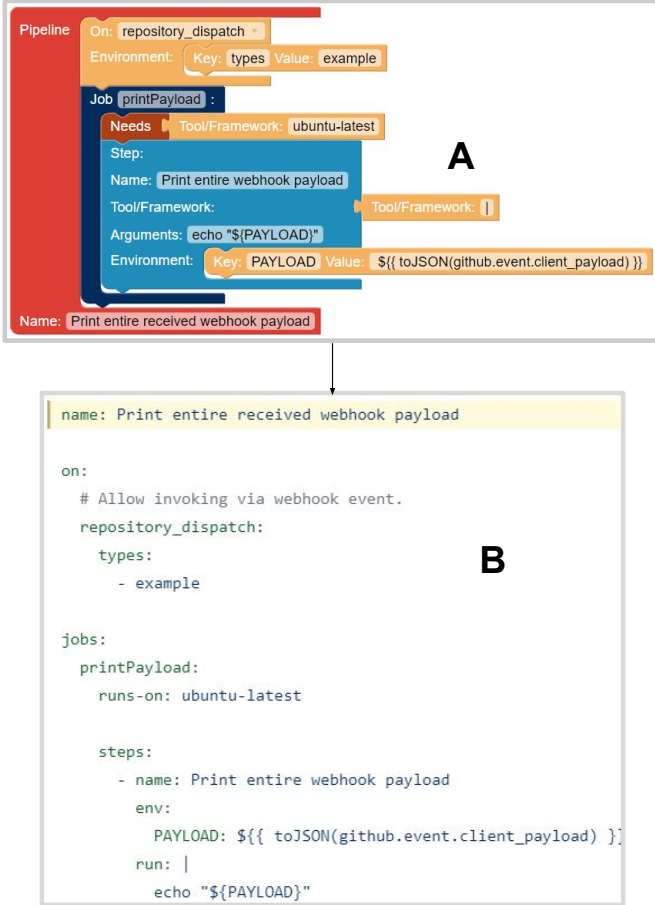 Pipeline On: repository_dispatch
Environment: Key: types Value: example
Job printPayload :
Needs Tool/Framework: ubuntu-latest
Step:
A
Name: Print entire webhook payload
Tool/Framework: Tool/Framework: |
Arguments: echo "${PAYLOAD}"
Environment: Key: PAYLOAD Value: ${{ toJSON(github.event.client_payload) }}
Name: Print entire received webhook payload
name: Print entire received webhook payload
on:
# Allow invoking via webhook event.
repository_dispatch:
types:
B
- example
jobs:
printPayload:
runs-on: ubuntu-latest
steps:
- name: Print entire webhook payload
env:
PAYLOAD: ${{ toJSON(github.event.client_payload) }
run: |
echo "${PAYLOAD}"